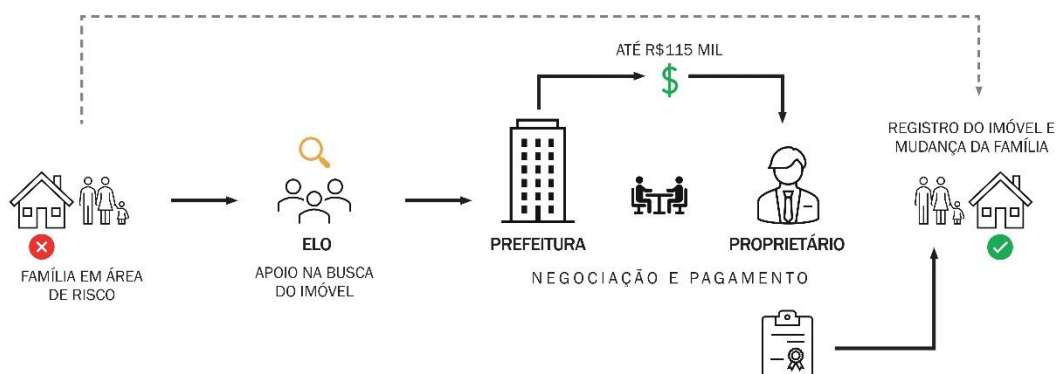 FAMÍLIA EM ÁREA
DE RISCO
ELO
APOIO NA BUSCA
DO IMÓVEL
ATÉ R$115 MIL
$
PREFEITURA
PROPRIETÁRIO
NEGOCIAÇÃO E PAGAMENTO
REGISTRO DO IMÓVEL E
MUDANÇA DA FAMÍLIA